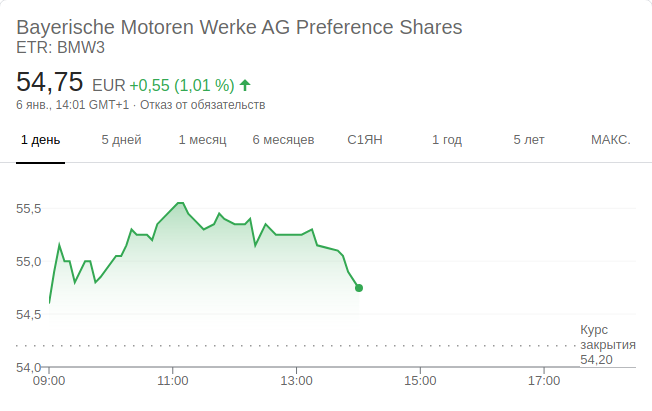 Bayerische Motoren Werke AG Preference Shares
ETR: BMW3
54,75 EUR +0,55 (1,01 %)
6 янв., 14:01 GMT+1 · Отказ от обязательств
1 день 5 дней 1 месяц 6 месяцев С1ЯН 1 год 5 лет МАКС.
55,5
55,0
54,5
Курс
закрытия
54,20
54,0
09:00 11:00 13:00 15:00 17:00